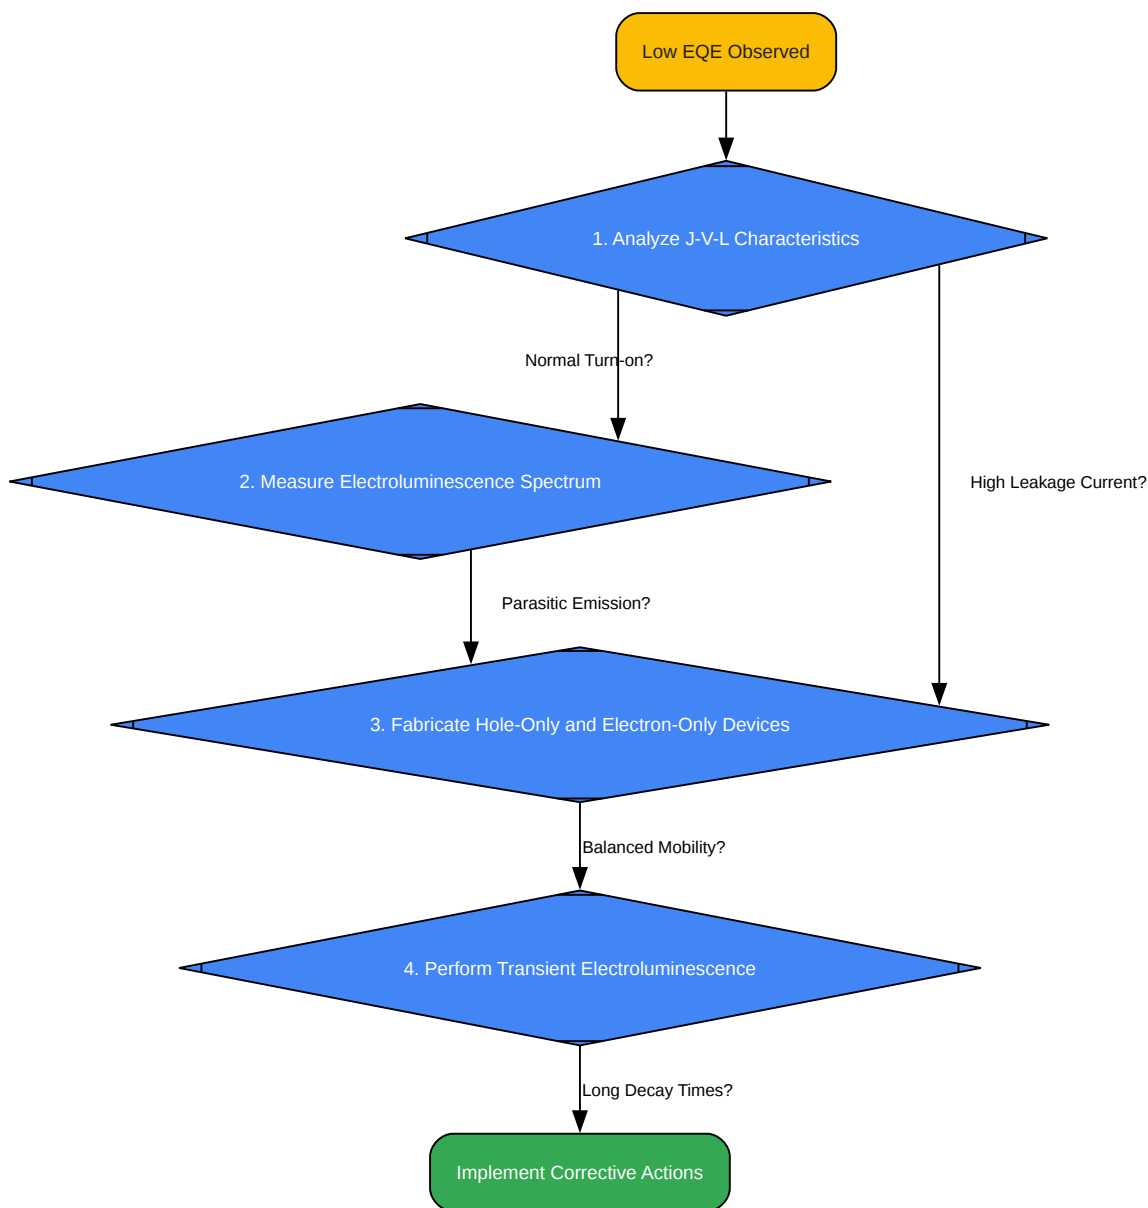 Low EQE Observed
1. Analyze J-V-L Characteristics
Normal Turn-on?
2. Measure Electroluminescence Spectrum
High Leakage Current?
Parasitic Emission?
3. Fabricate Hole-Only and Electron-Only Devices
Balanced Mobility?
4. Perform Transient Electroluminescence
Long Decay Times?
Implement Corrective Actions